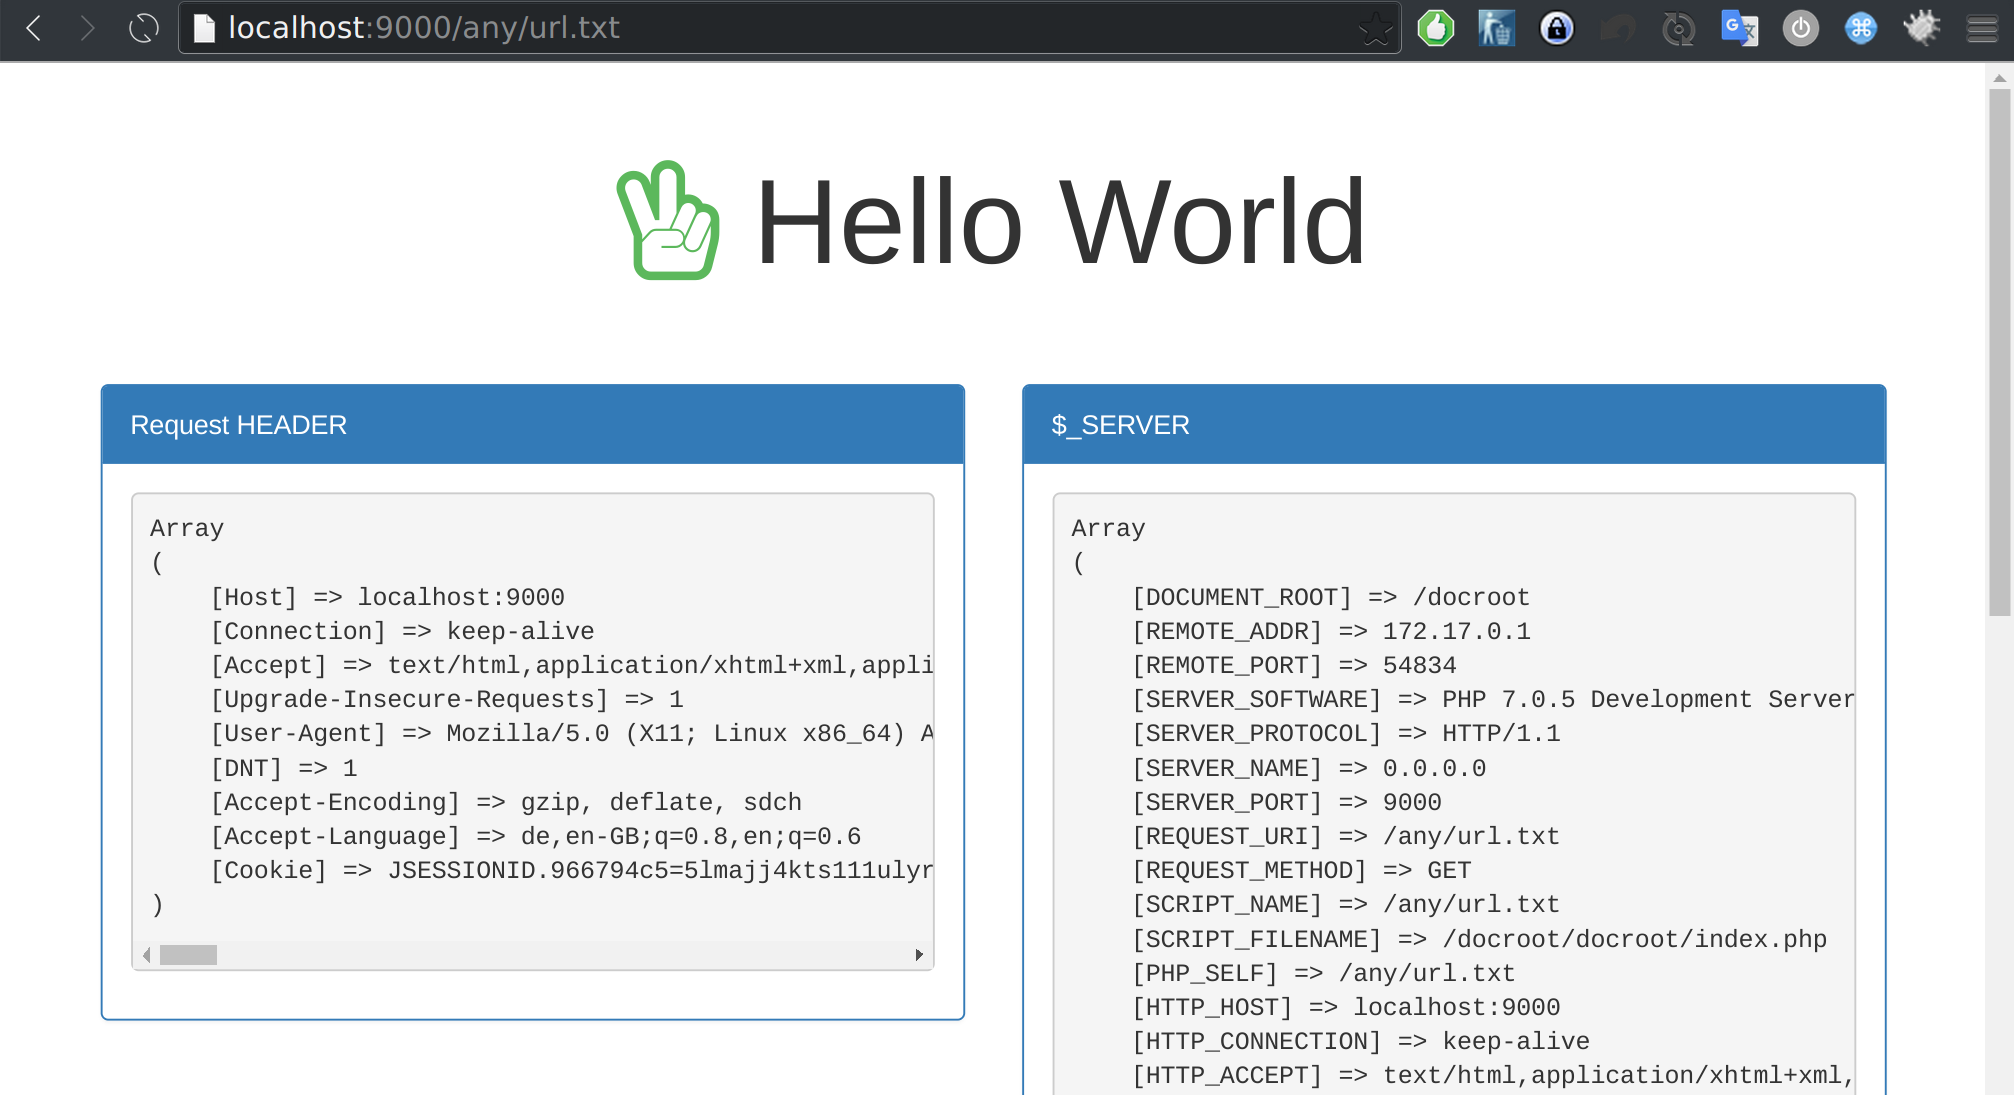 localhost:9000/any/url.txt
Hello World
Request HEADER
Array
(
[Host] => localhost:9000
[Connection] => keep-alive
[Accept] => text/html,application/xhtml+xml,appli
[Upgrade-Insecure-Requests] => 1
[User-Agent] => Mozilla/5.0 (X11; Linux x86_64) A
[DNT] => 1
[Accept-Encoding] => gzip, deflate, sdch
[Accept-Language] => de,en-GB;q=0.8,en;q=0.6
[Cookie] => JSESSIONID.966794c5=5lmajj4kts111ulyr
)
$_SERVER
Array
(
[DOCUMENT_ROOT] => /docroot
[REMOTE_ADDR] => 172.17.0.1
[REMOTE_PORT] => 54834
[SERVER_SOFTWARE] => PHP 7.0.5 Development Server
[SERVER_PROTOCOL] => HTTP/1.1
[SERVER_NAME] => 0.0.0.0
[SERVER_PORT] => 9000
[REQUEST_URI] => /any/url.txt
[REQUEST_METHOD] => GET
[SCRIPT_NAME] => /any/url.txt
[SCRIPT_FILENAME] => /docroot/docroot/index.php
[PHP_SELF] => /any/url.txt
[HTTP_HOST] => localhost:9000
[HTTP_CONNECTION] => keep-alive
[HTTP_ACCEPT] => text/html,application/xhtml+xml,